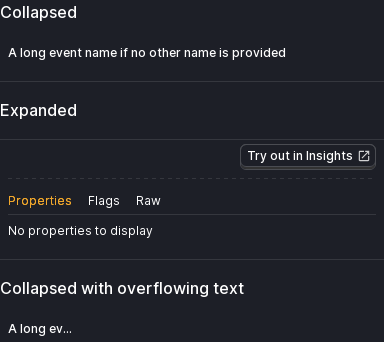 Collapsed
A long event name if no other name is provided
Expanded
Try out in Insights
Properties Flags Raw
No properties to display
Collapsed with overflowing text
A long ev...